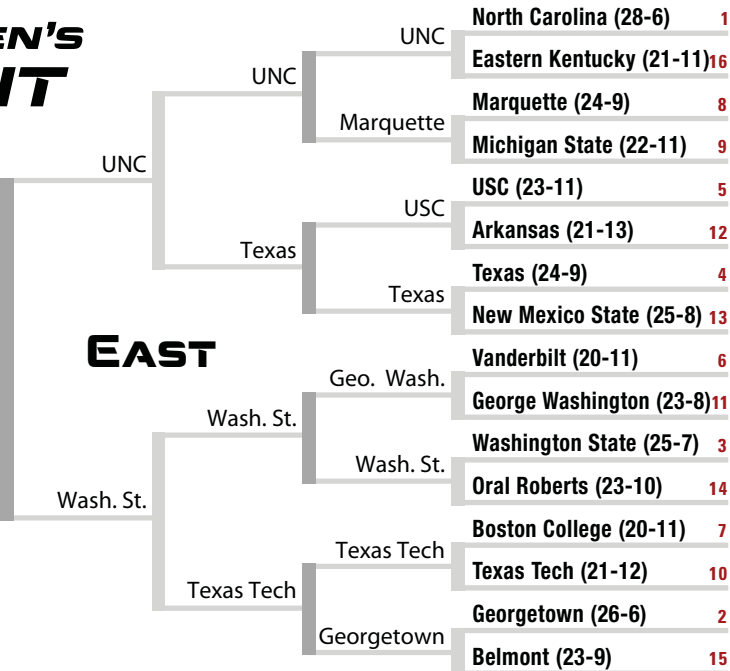 EN'S
NT
EAST
North Carolina (28-6) 1
Eastern Kentucky (21-11) 16
Marquette (24-9) 8
Michigan State (22-11) 9
USC (23-11) 5
Arkansas (21-13) 12
Texas (24-9) 4
New Mexico State (25-8) 13
Vanderbilt (20-11) 6
George Washington (23-8) 11
Washington State (25-7) 3
Oral Roberts (23-10) 14
Boston College (20-11) 7
Texas Tech (21-12) 10
Georgetown (26-6) 2
Belmont (23-9) 15
UNC
Marquette
USC
Texas
Geo. Wash.
Wash. St.
Texas Tech
Georgetown
UNC
Texas
Wash. St.
Texas Tech
UNC
Wash. St.